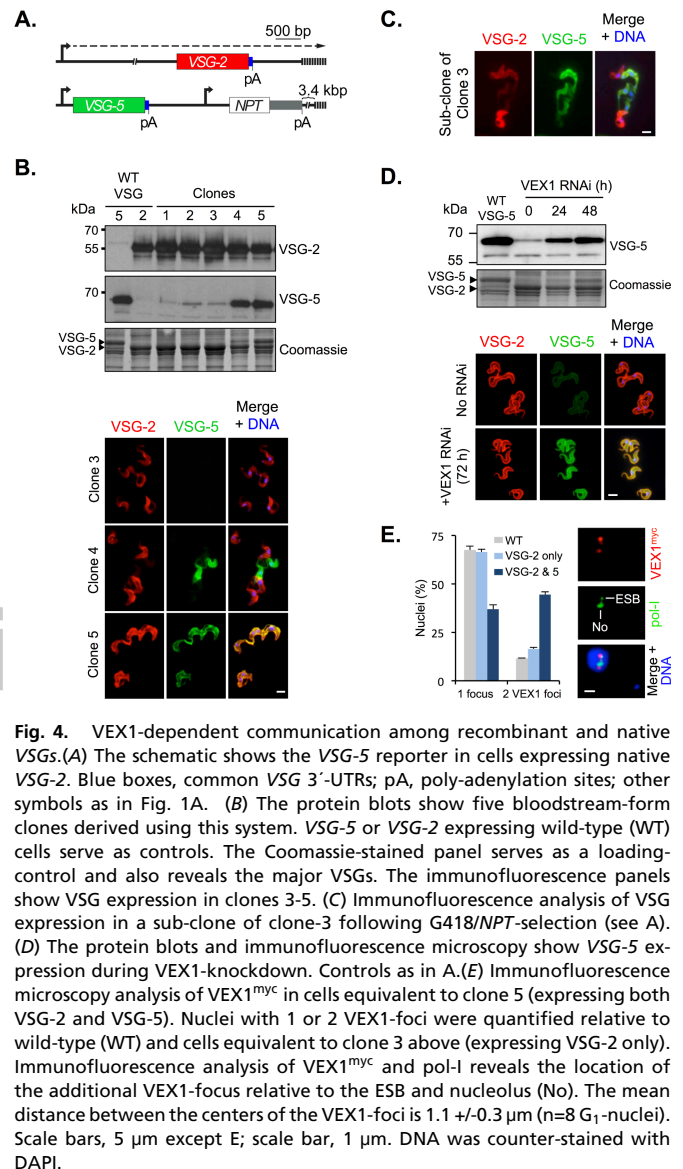 A.
500 bp
VSG-2
pA
3.4 kbp
VSG-5
NPT
pA
pA
B.
WT
VSG
Clones
kDa
5 2 1 2 3 4 5
70
55
VSG-2
70
VSG-5
VSG-5
VSG-2
Coomassie
VSG-2 VSG-5 Merge
+ DNA
Clone 3
Clone 4
Clone 5
C.
VSG-2 VSG-5 Merge
+ DNA
Sub-clone of
Clone 3
D.
WT
VSG-5
VEX1 RNAi (h)
kDa
0 24 48
70
55
VSG-5
VSG-5
VSG-2
Coomassie
VSG-2 VSG-5 Merge
+ DNA
No RNAi
+VEX1 RNAi
(72 h)
E.
75
50
25
0
Nuclei (%)
WT
VSG-2 only
VSG-2 & 5
1 focus 2 VEX1 foci
VEX1myc
pol-I
ESB
No
Merge +
DNA
Fig. 4. VEX1-dependent communication among recombinant and native
VSGs.(A) The schematic shows the VSG-5 reporter in cells expressing native
VSG-2. Blue boxes, common VSG 3´-UTRs; pA, poly-adenylation sites; other
symbols as in Fig. 1A. (B) The protein blots show five bloodstream-form
clones derived using this system. VSG-5 or VSG-2 expressing wild-type (WT)
cells serve as controls. The Coomassie-stained panel serves as a loading-
control and also reveals the major VSGs. The immunofluorescence panels
show VSG expression in clones 3-5. (C) Immunofluorescence analysis of VSG
expression in a sub-clone of clone-3 following G418/NPT-selection (see A).
(D) The protein blots and immunofluorescence microscopy show VSG-5 ex-
pression during VEX1-knockdown. Controls as in A.(E) Immunofluorescence
microscopy analysis of VEX1myc in cells equivalent to clone 5 (expressing both
VSG-2 and VSG-5). Nuclei with 1 or 2 VEX1-foci were quantified relative to
wild-type (WT) and cells equivalent to clone 3 above (expressing VSG-2 only).
Immunofluorescence analysis of VEX1myc and pol-I reveals the location of
the additional VEX1-focus relative to the ESB and nucleolus (No). The mean
distance between the centers of the VEX1-foci is 1.1 +/-0.3 µm (n=8 G1-nuclei).
Scale bars, 5 µm except E; scale bar, 1 µm. DNA was counter-stained with
DAPI.